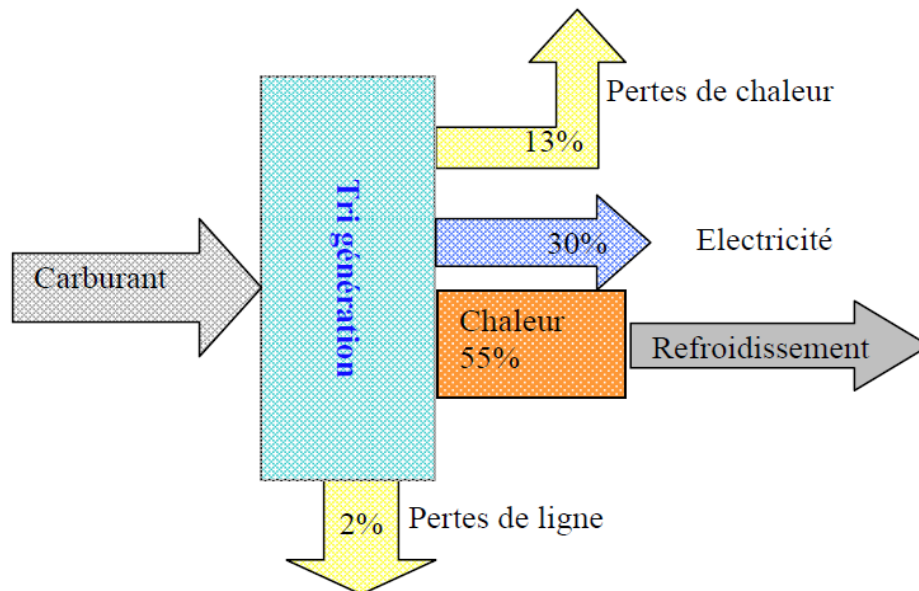 Pertes de chaleur
13%
Tri génération
30%
Electricité
Carburant
Chaleur
55%
Refroidissement
2%
Pertes de ligne